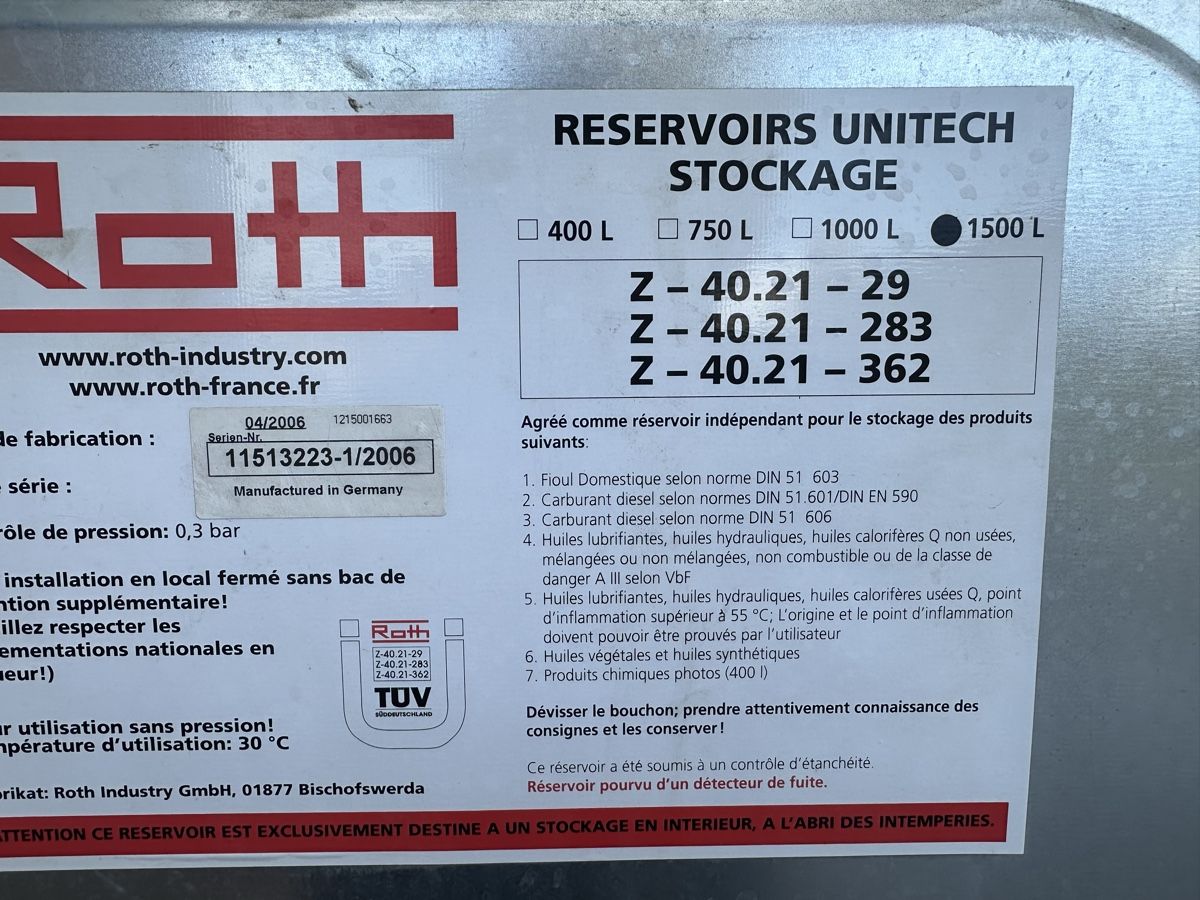 Roth
www.roth-industry.com
www.roth-france.fr
de fabrication :
04/2006 1215001663
Serien-Nr.
11513223-1/2006
Manufactured in Germany
série :
rôle de pression: 0,3 bar
installation en local fermé sans bac de
ntion supplémentaire!
illez respecter les
ementations nationales en
ueur!)
Roth
Z-40.21-29
Z-40.21-283
Z-40.21-362
TÜV
SÜDDEUTSCHLAND
r utilisation sans pression!
mpérature d'utilisation: 30 °C
brikat: Roth Industry GmbH, 01877 Bischofswerda
RESERVOIRS UNITECH
STOCKAGE
400 L 750 L 1000 L 1500 L
Z – 40.21 – 29
Z – 40.21 – 283
Z – 40.21 – 362
Agréé comme réservoir indépendant pour le stockage des produits
suivants:
1. Fioul Domestique selon norme DIN 51 603
2. Carburant diesel selon normes DIN 51.601/DIN EN 590
3. Carburant diesel selon norme DIN 51 606
4. Huiles lubrifiantes, huiles hydrauliques, huiles calorifères Q non usées,
mélangées ou non mélangées, non combustible ou de la classe de
danger A III selon VbF
5. Huiles lubrifiantes, huiles hydrauliques, huiles calorifères usées Q, point
d'inflammation supérieur à 55 °C; L'origine et le point d'inflammation
doivent pouvoir être prouvés par l'utilisateur
6. Huiles végétales et huiles synthétiques
7. Produits chimiques photos (400 l)
Dévisser le bouchon; prendre attentivement connaissance des
consignes et les conserver!
Ce réservoir a été soumis à un contrôle d'étanchéité.
Réservoir pourvu d'un détecteur de fuite.
ATTENTION CE RESERVOIR EST EXCLUSIVEMENT DESTINE A UN STOCKAGE EN INTERIEUR, A L'ABRI DES INTEMPERIES.